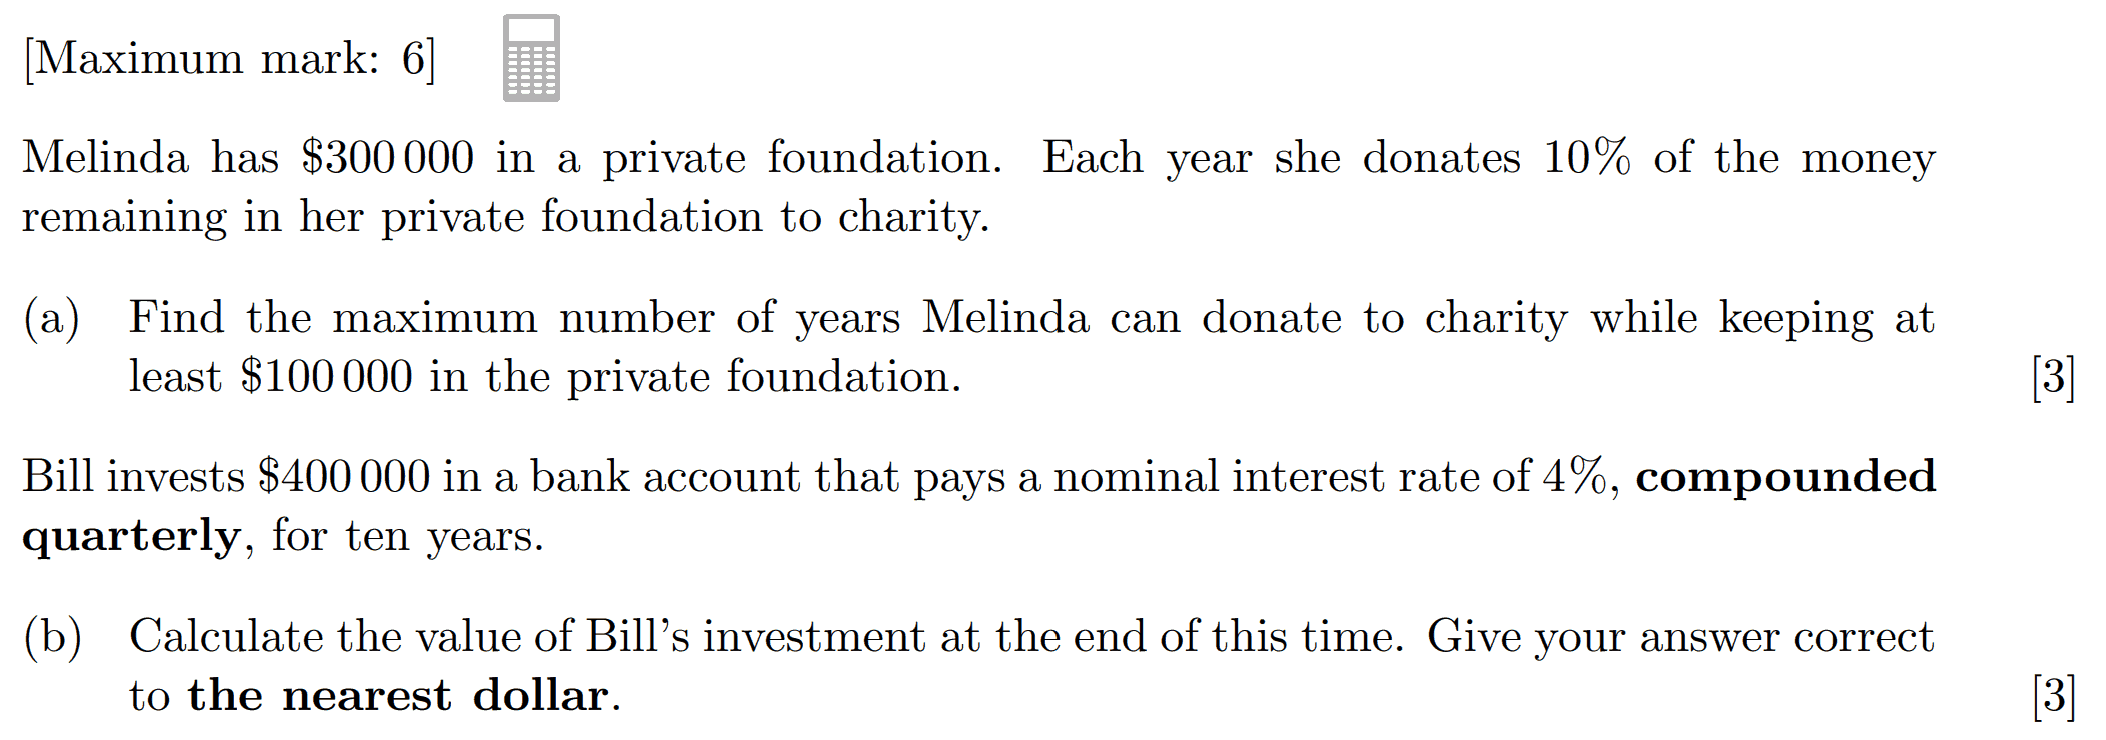 [Maximum mark: 6]
Melinda has $300 000 in a private foundation. Each year she donates 10% of the money
remaining in her private foundation to charity.
(a) Find the maximum number of years Melinda can donate to charity while keeping at
least $100 000 in the private foundation. [3]
Bill invests $400 000 in a bank account that pays a nominal interest rate of 4%, compounded
quarterly, for ten years.
(b) Calculate the value of Bill's investment at the end of this time. Give your answer correct
to the nearest dollar. [3]